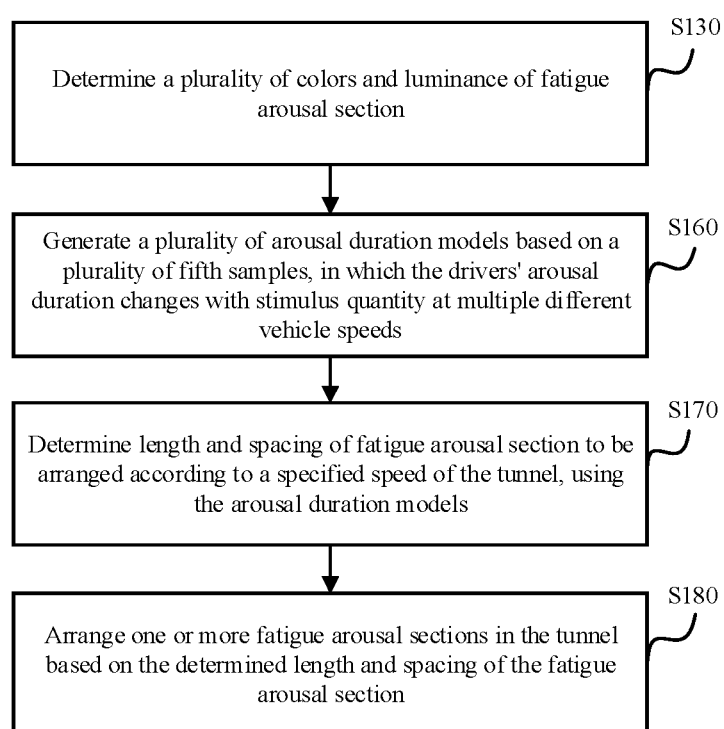 S130
Determine a plurality of colors and luminance of fatigue
arousal section
S160
Generate a plurality of arousal duration models based on a
plurality of fifth samples, in which the drivers' arousal
duration changes with stimulus quantity at multiple different
vehicle speeds
S170
Determine length and spacing of fatigue arousal section to be
arranged according to a specified speed of the tunnel, using
the arousal duration models
S180
Arrange one or more fatigue arousal sections in the tunnel
based on the determined length and spacing of the fatigue
arousal section